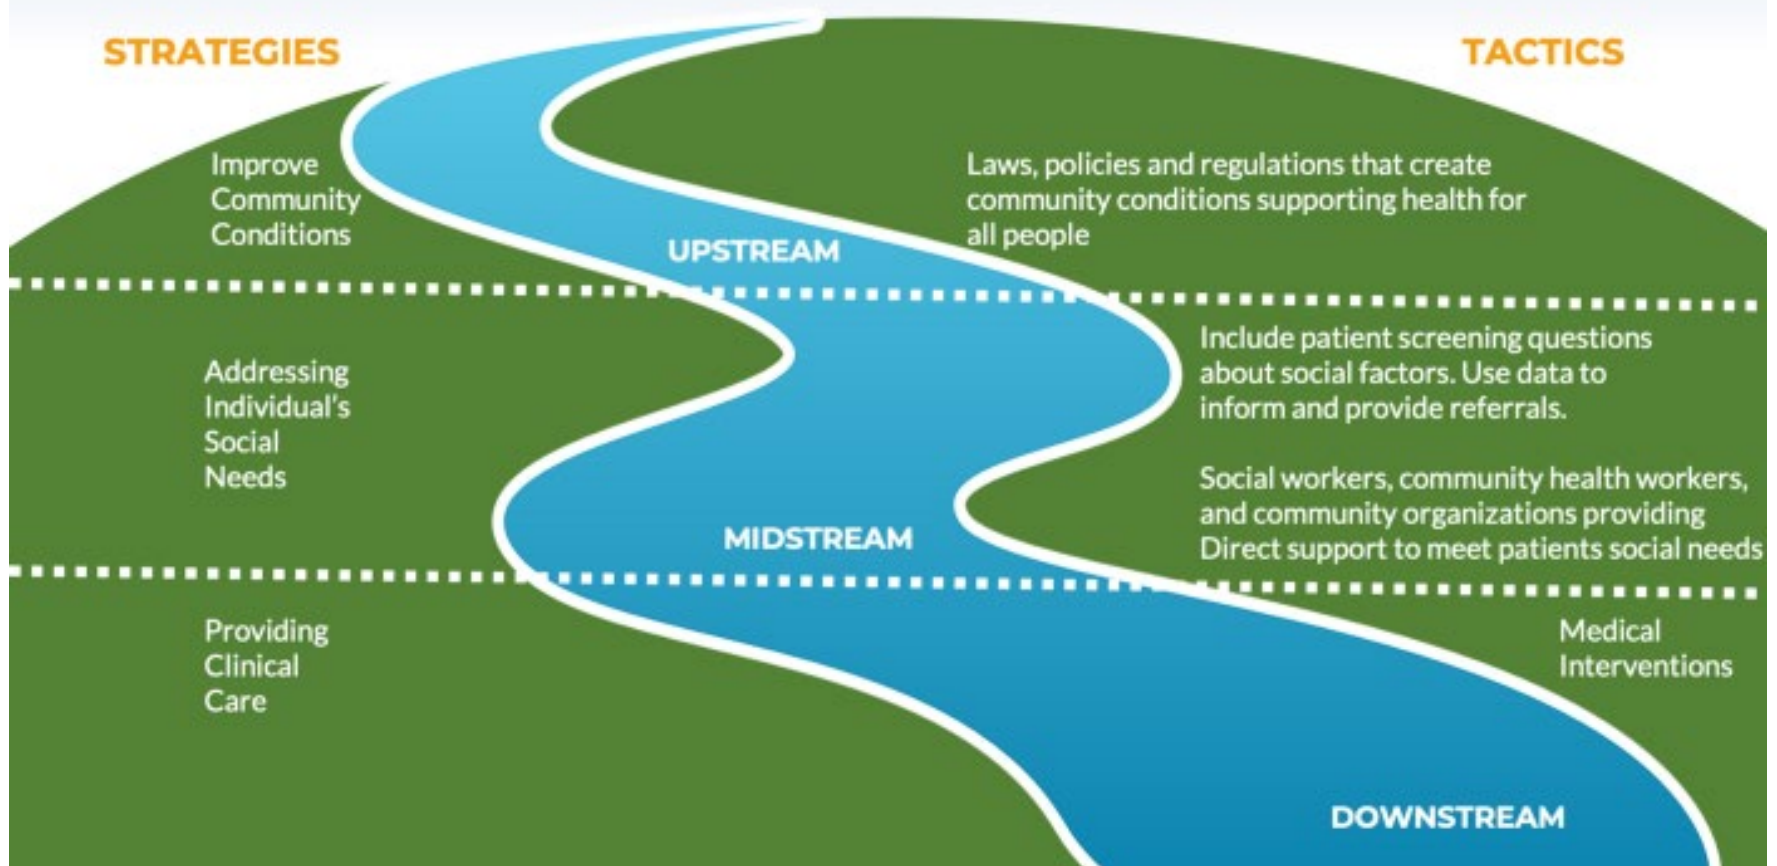 STRATEGIES
TACTICS
Improve
Community
Conditions
Laws, policies and regulations that create
community conditions supporting health for
all people
UPSTREAM
Addressing
Individual's
Social
Needs
Include patient screening questions
about social factors. Use data to
inform and provide referrals.
Social workers, community health workers,
and community organizations providing
Direct support to meet patients social needs
MIDSTREAM
Providing
Clinical
Care
Medical
Interventions
DOWNSTREAM